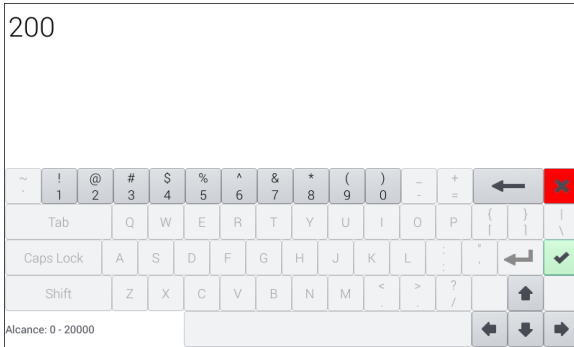 200
~ ! @ # $ % ^ & * ( ) _ +
` 1 2 3 4 5 6 7 8 9 0 - =
Tab Q W E R T Y U I O P { } |
[ ] \
Caps Lock A S D F G H J K L : "
; '
Shift Z X C V B N M < > ?
, . /
Alcance: 0 - 20000